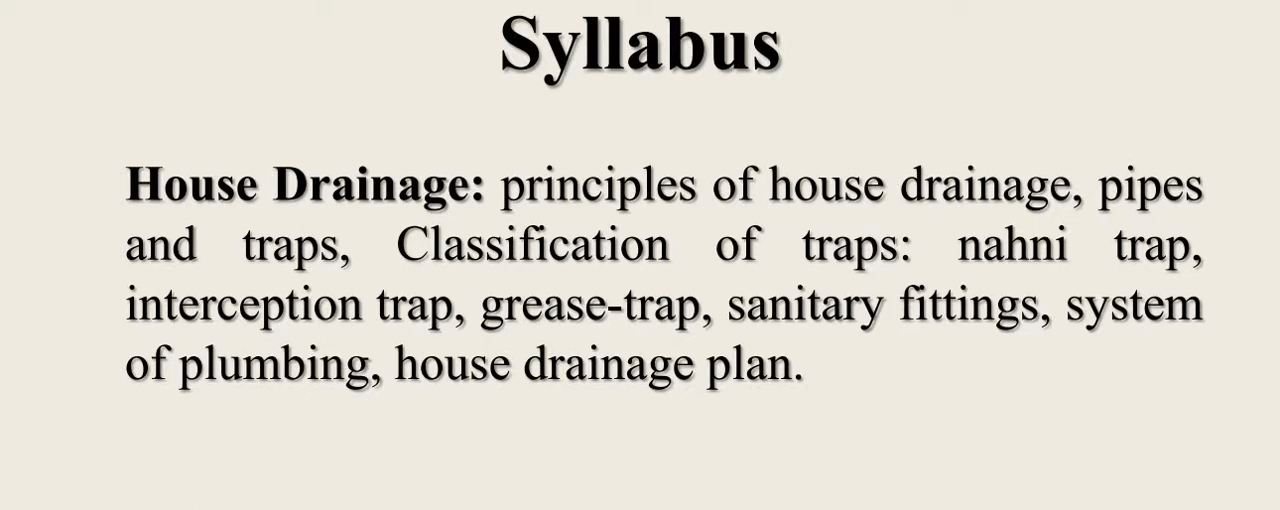 Syllabus
House Drainage: principles of house drainage, pipes
and traps, Classification of traps: nahni trap,
interception trap, grease-trap, sanitary fittings, system
of plumbing, house drainage plan.